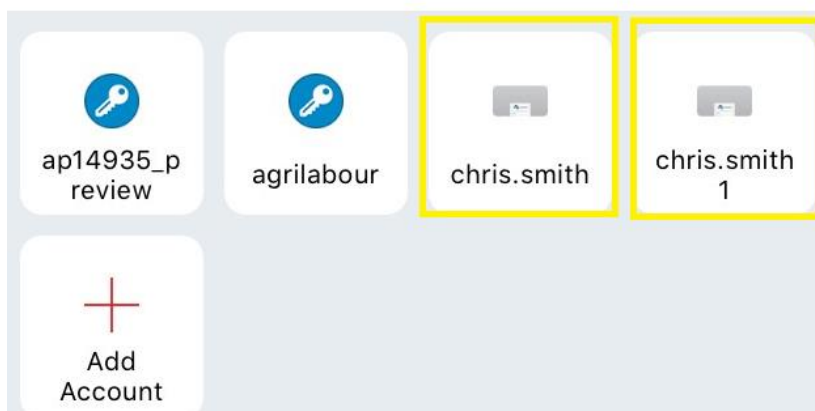 ap14935_p
review
agrilabour
chris.smith
chris.smith
1
Add
Account